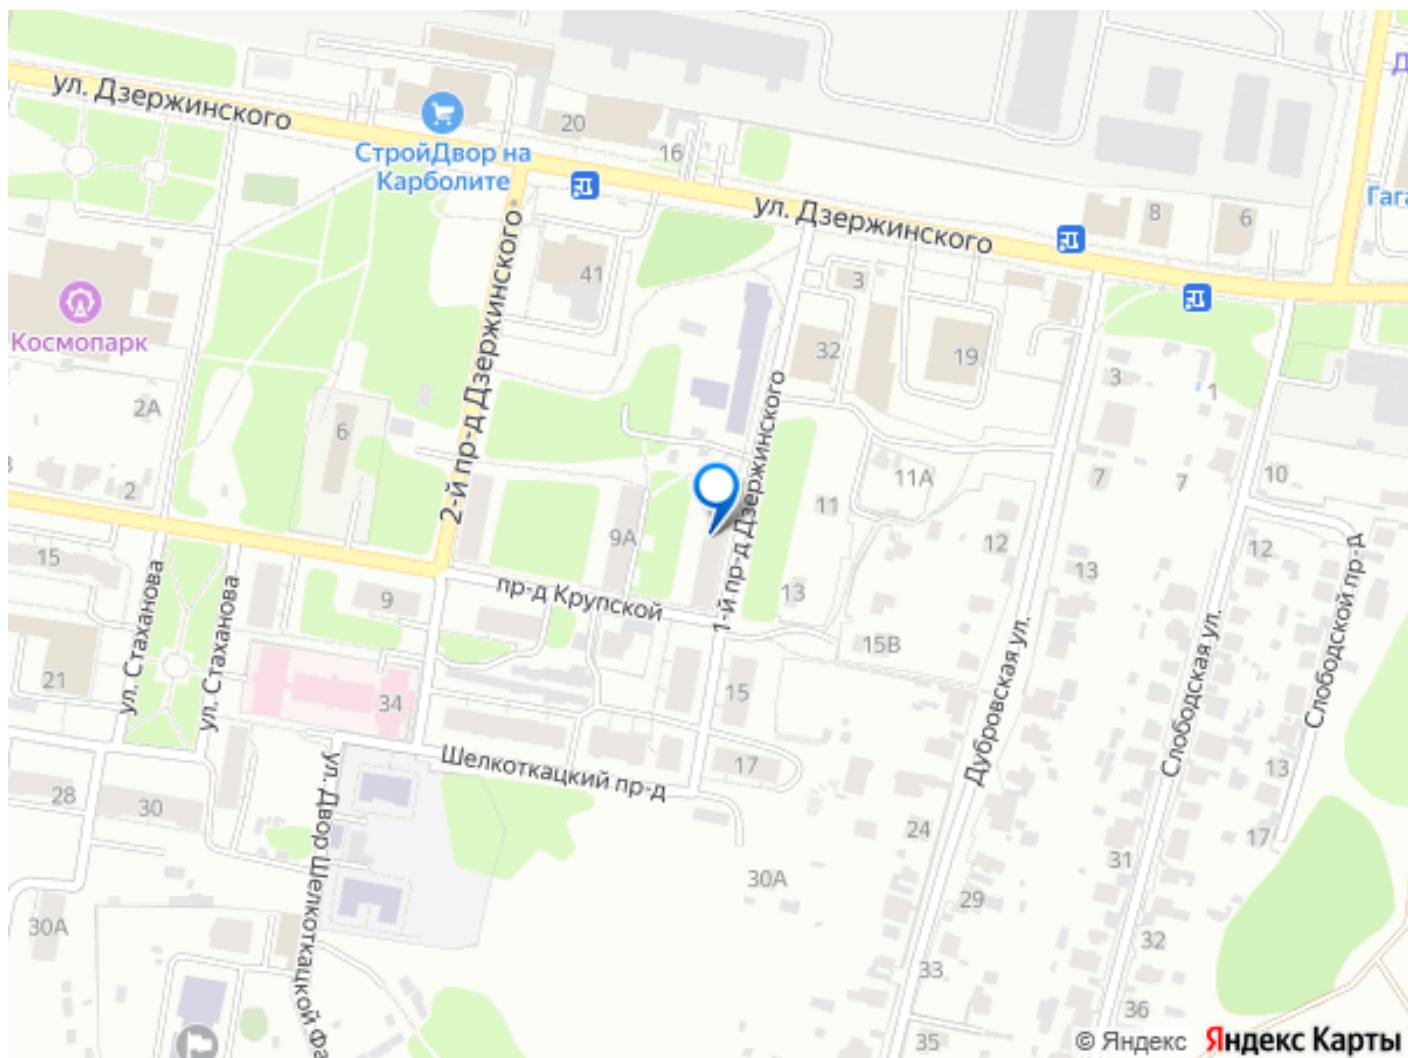 Д
ул. Дзержинского
20
СтройДвор на
Карболите
16
ул. Дзержинского
8
6
Гага
41
3
Космопарк
32
19
3
1
2А
6
2-й пр-д Дзержинского
1-й пр-д Дзержинского
11А
7
7
10
2
9А
11
12
12
15
9
пр-д Крупской
13
13
15В
ул. Стаханова
ул. Стаханова
21
34
15
Дубровская ул.
Слободская ул.
Слободской пр-д
Шелкоткацкий пр-д
17
13
28
30
ул. Двор Шелкоткацкой Фа
24
17
31
30А
29
30А
32
33
36
35
© Яндекс Яндекс Карты